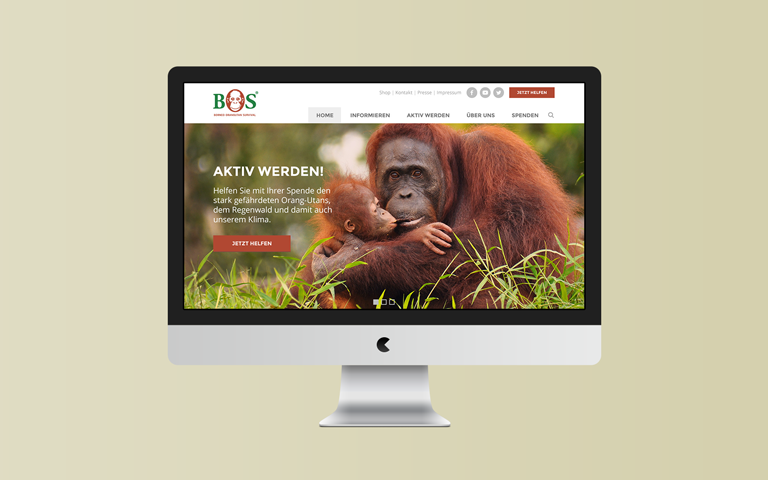 Shop | Kontakt | Presse | Impressum
JETZT HELFEN
BOS®
BORNEO ORANGUTAN SURVIVAL
HOME INFORMIEREN AKTIV WERDEN ÜBER UNS SPENDEN
AKTIV WERDEN!
Helfen Sie mit Ihrer Spende den
stark gefährdeten Orang-Utans,
dem Regenwald und damit auch
unserem Klima.
JETZT HELFEN